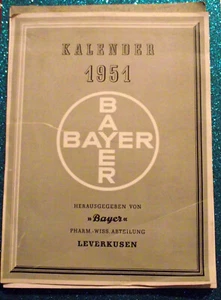 KALENDER
1951
BAYER
BAYER
HERAUSGEGEBEN VON
»Bayer«
PHARM.-WISS. ABTEILUNG
LEVERKUSEN